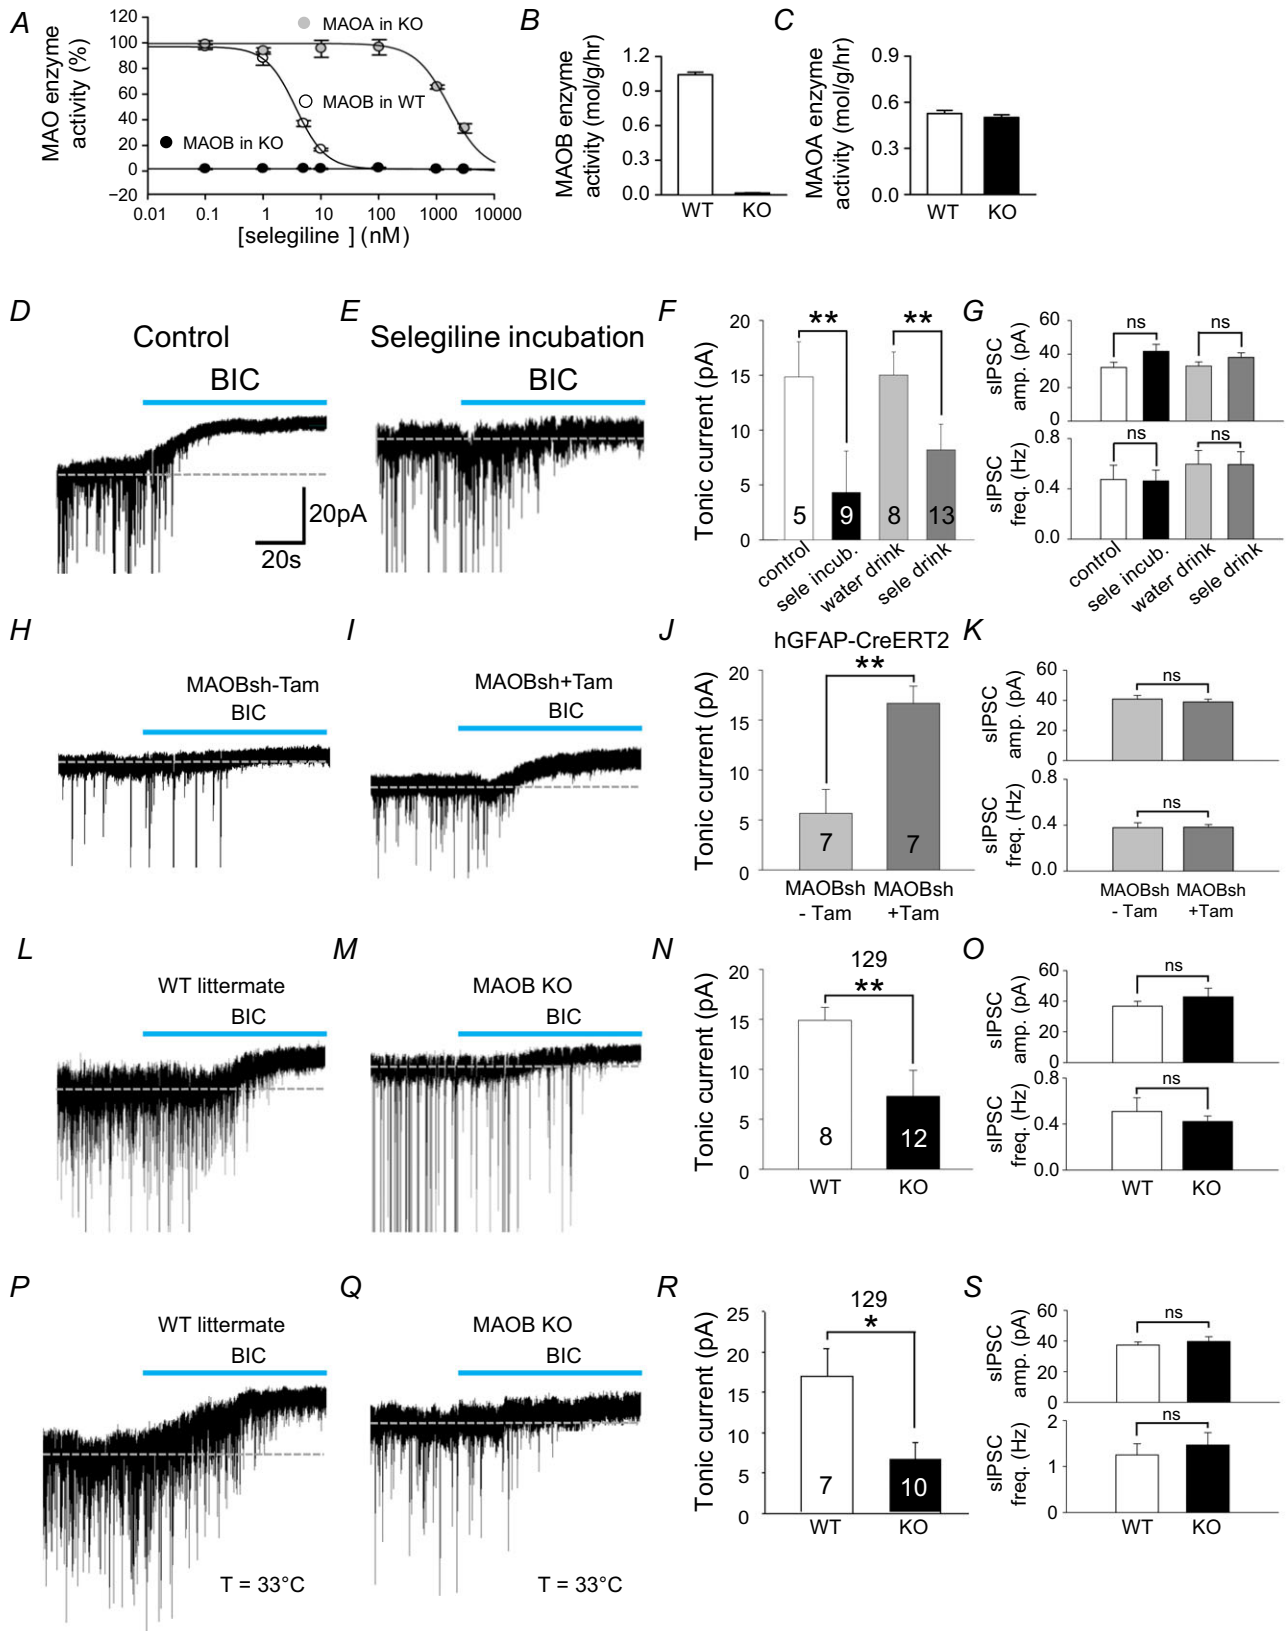 A
MAO enzyme
activity (%)
120
100
80
60
40
20
0
−20
MAOA in KO
MAOB in WT
MAOB in KO
0.01 0.1 1 10 100 1000 10000
[selegiline ] (nM)
B
MAOB enzyme
activity (mol/g/hr)
1.2
0.9
0.6
0.3
0.0
WT KO
C
MAOA enzyme
activity (mol/g/hr)
0.9
0.6
0.3
0.0
WT KO
D
Control
BIC
20pA
20s
E
Selegiline incubation
BIC
F
Tonic current (pA)
20
15
10
5
0
** **
5 9 8 13
control sele incub. water drink sele drink
G
sIPSC
amp. (pA)
60
40
20
0
ns ns
sIPSC
freq. (Hz)
0.8
0.4
0.0
ns ns
control sele incub. water drink sele drink
H
MAOBsh-Tam
BIC
I
MAOBsh+Tam
BIC
J
hGFAP-CreERT2
Tonic current (pA)
20
15
10
5
0
**
7 7
MAOBsh MAOBsh
- Tam +Tam
K
sIPSC
amp. (pA)
60
40
20
0
ns
sIPSC
freq. (Hz)
0.8
0.4
0.0
ns
MAOBsh MAOBsh
- Tam +Tam
L
WT littermate
BIC
M
MAOB KO
BIC
N
129
Tonic current (pA)
20
15
10
5
0
**
8 12
WT KO
O
sIPSC
amp. (pA)
60
40
20
0
ns
sIPSC
freq. (Hz)
0.8
0.4
0.0
ns
WT KO
P
WT littermate
BIC
T = 33°C
Q
MAOB KO
BIC
T = 33°C
R
129
Tonic current (pA)
25
20
15
10
5
0
*
7 10
WT KO
S
sIPSC
amp. (pA)
60
40
20
0
ns
sIPSC
freq. (Hz)
2
1
0
ns
WT KO